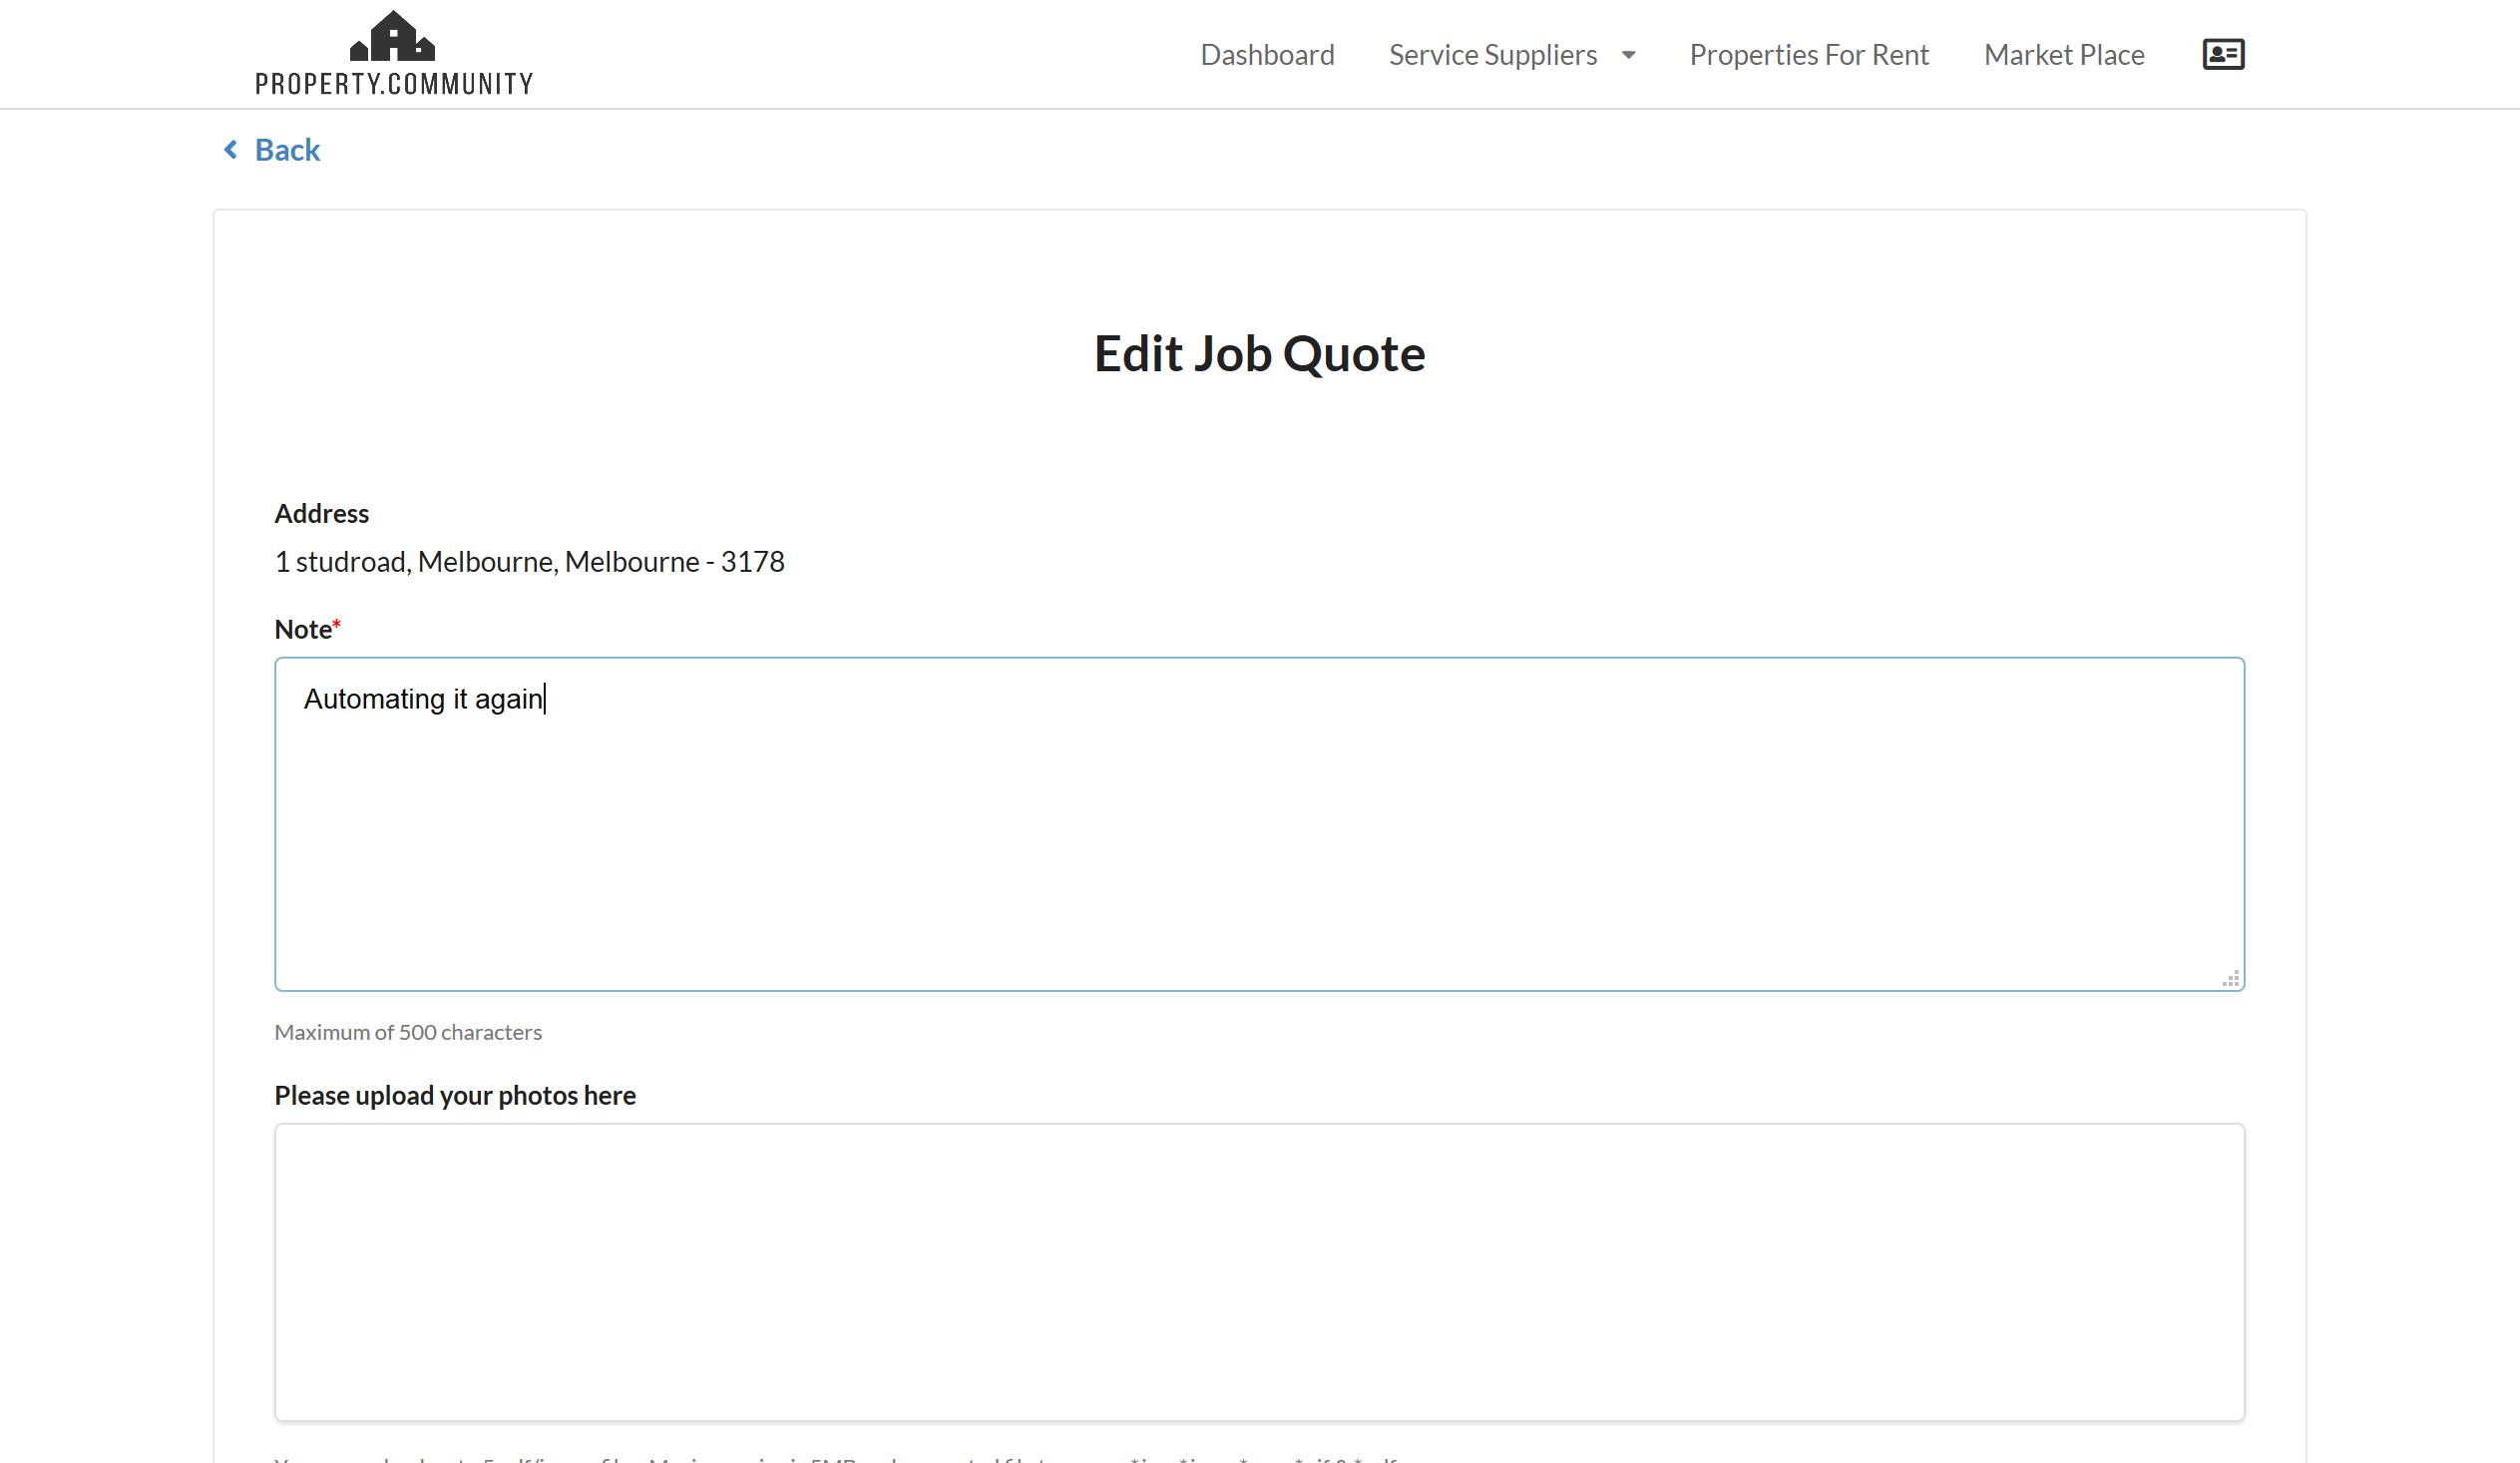 PROPERTY.COMMUNITY
Dashboard
Service Suppliers
Properties For Rent
Market Place
Back
Edit Job Quote
Address
1 studroad, Melbourne, Melbourne - 3178
Note*
Automating it again
Maximum of 500 characters
Please upload your photos here